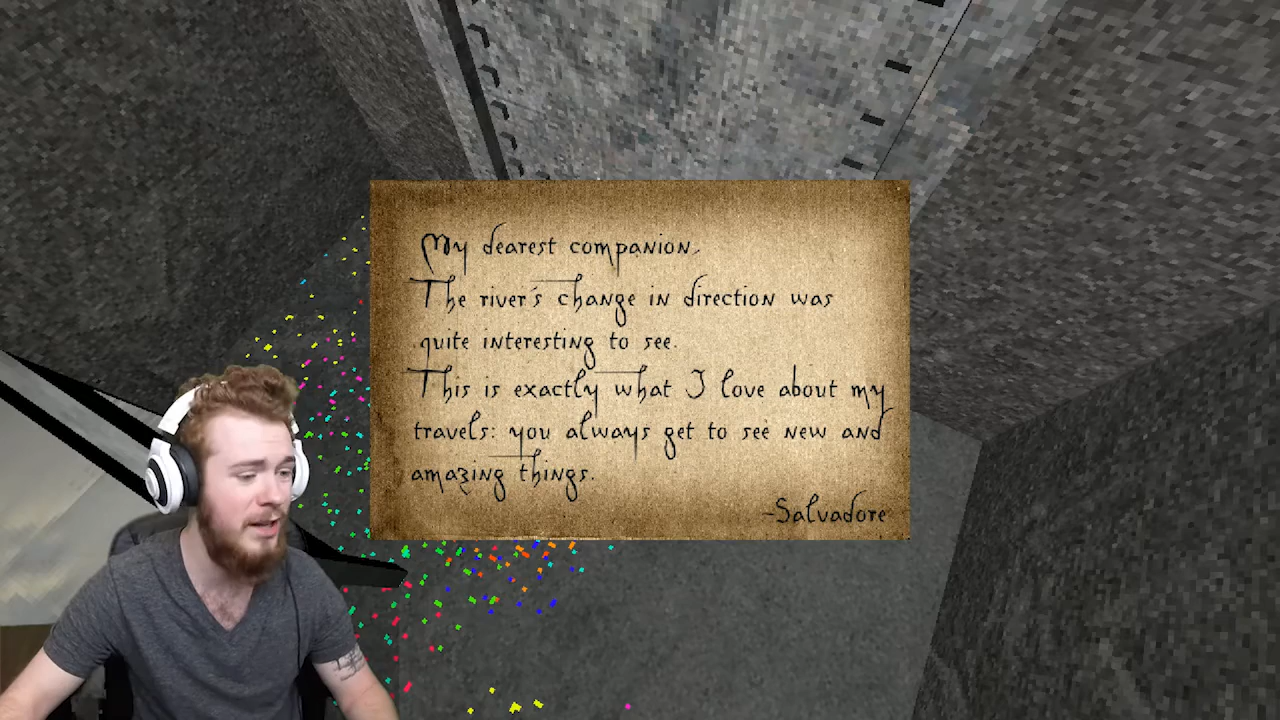 My dearest companion.
The river's change in direction was
quite interesting to see.
This is exactly what I love about my
travels: you always get to see new and
amazing things.
-Salvadore